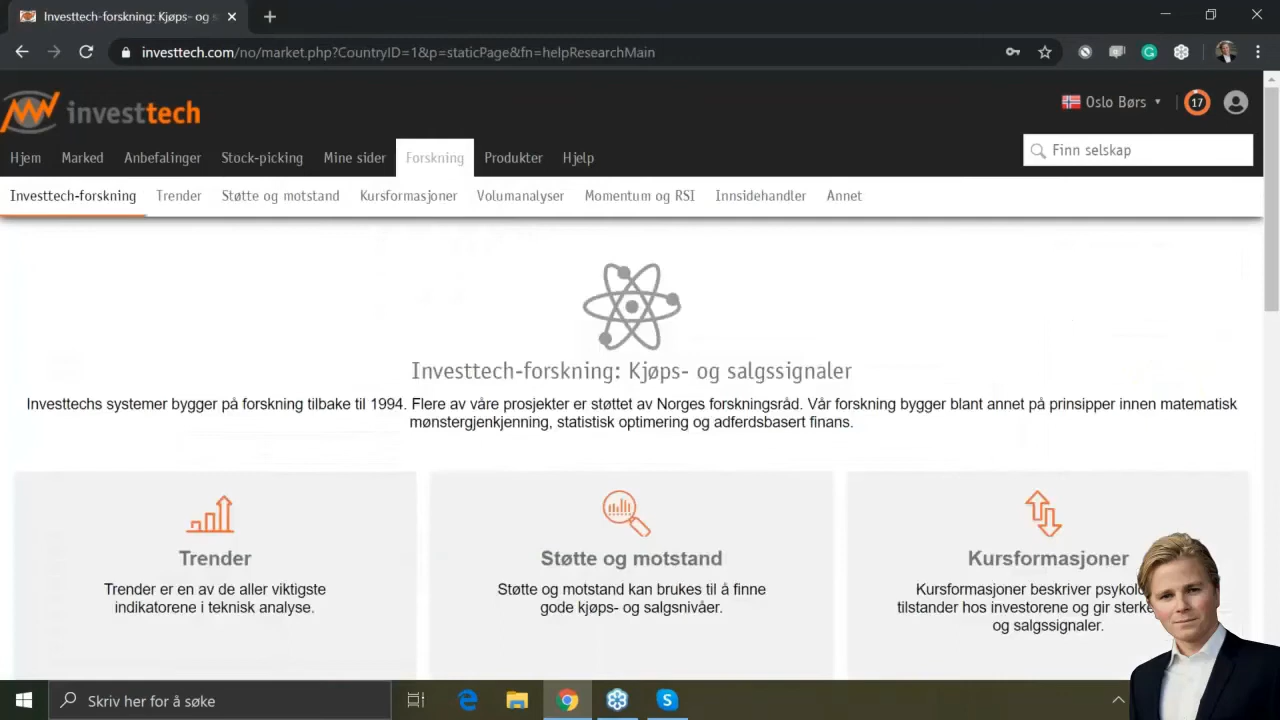 Investtech-forskning: Kjøps- og s
investtech.com/no/market.php?CountryID=1&p=staticPage&fn=helpResearchMain
investtech
Oslo Børs
17
Hjem Marked Anbefalinger Stock-picking Mine sider Forskning Produkter Hjelp
Finn selskap
Investtech-forskning Trender Støtte og motstand Kursformasjoner Volumanalyser Momentum og RSI Innsidehandler Annet
Investtech-forskning: Kjøps- og salgssignaler
Investtechs systemer bygger på forskning tilbake til 1994. Flere av våre prosjekter er støttet av Norges forskningsråd. Vår forskning bygger blant annet på prinsipper innen matematisk
mønstergjenkjenning, statistisk optimering og adferdsbasert finans.
Trender
Trender er en av de aller viktigste
indikatorene i teknisk analyse.
Støtte og motstand
Støtte og motstand kan brukes til å finne
gode kjøps- og salgsnivåer.
Kursformasjoner
Kursformasjoner beskriver psykol
tilstander hos investorene og gir sterke
og salgssignaler.
Skriv her for å søke